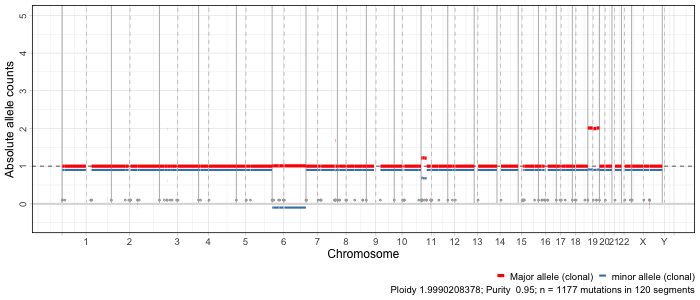 Absolute allele counts
5
4
3
2
1
0
1 2 3 4 5 6 7 8 9 10 11 12 13 14 15 16 17 18 19 20 21 22 X Y
Chromosome
Major allele (clonal) minor allele (clonal)
Ploidy 1.9990208378; Purity 0.95; n = 1177 mutations in 120 segments